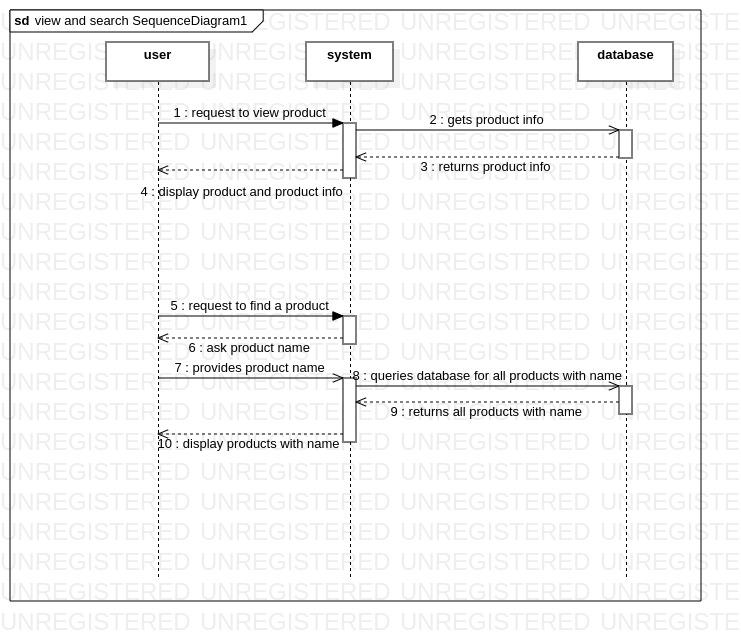 sd view and search SequenceDiagram1
user
system
database
1 : request to view product
2 : gets product info
3 : returns product info
4 : display product and product info
5 : request to find a product
6 : ask product name
7 : provides product name
8 : queries database for all products with name
9 : returns all products with name
10 : display products with name
UNREGISTERED UNREGISTERED UNREGISTERED UNREGISTERED